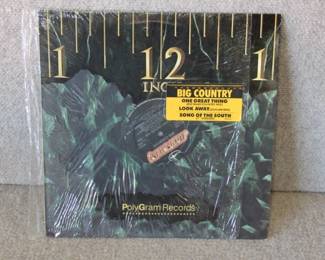 1 12 1
INC
BIG COUNTRY
ONE GREAT THING
LOOK AWAY
SONG OF THE SOUTH
PolyGram Records